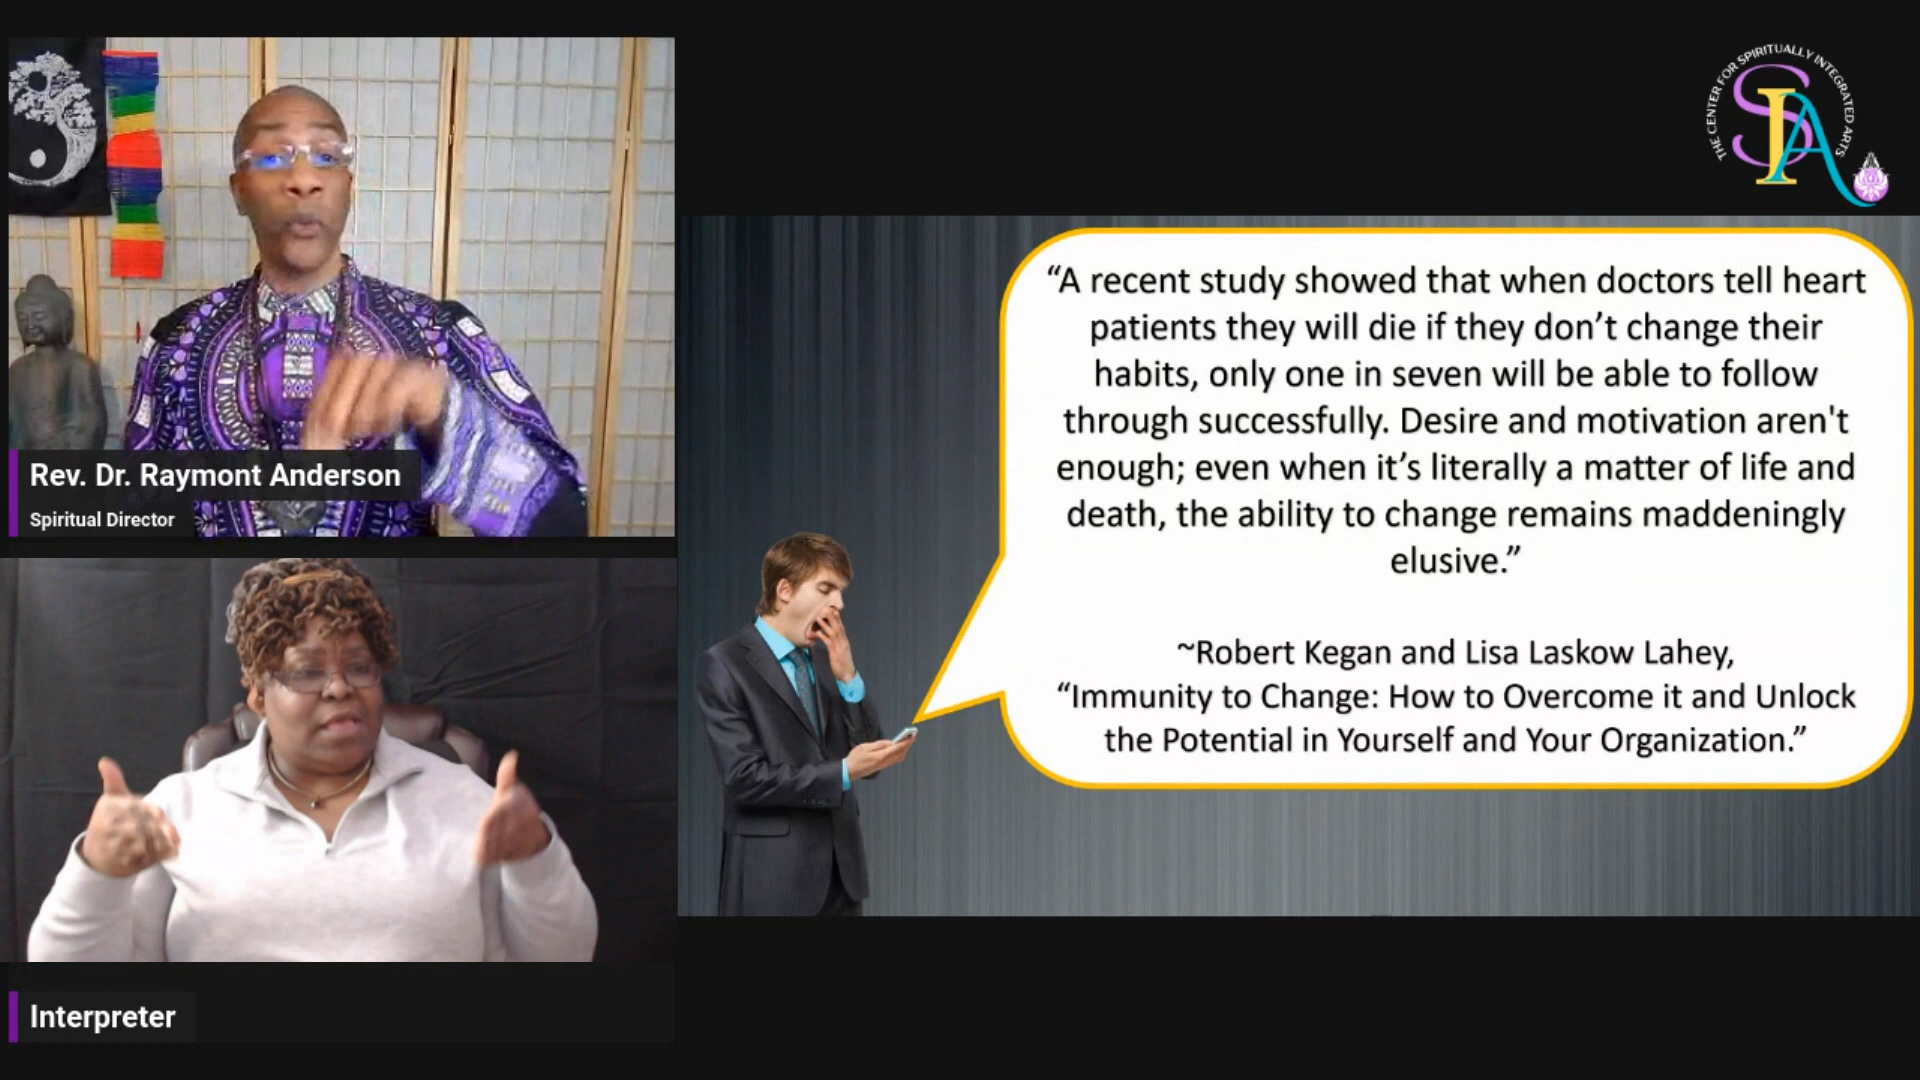 THE CENTER FOR SPIRITUALLY INTEGRATED ARTS
SIA
Rev. Dr. Raymont Anderson
Spiritual Director
Interpreter
“A recent study showed that when doctors tell heart
patients they will die if they don’t change their
habits, only one in seven will be able to follow
through successfully. Desire and motivation aren't
enough; even when it’s literally a matter of life and
death, the ability to change remains maddeningly
elusive.”
~Robert Kegan and Lisa Laskow Lahey,
“Immunity to Change: How to Overcome it and Unlock
the Potential in Yourself and Your Organization.”